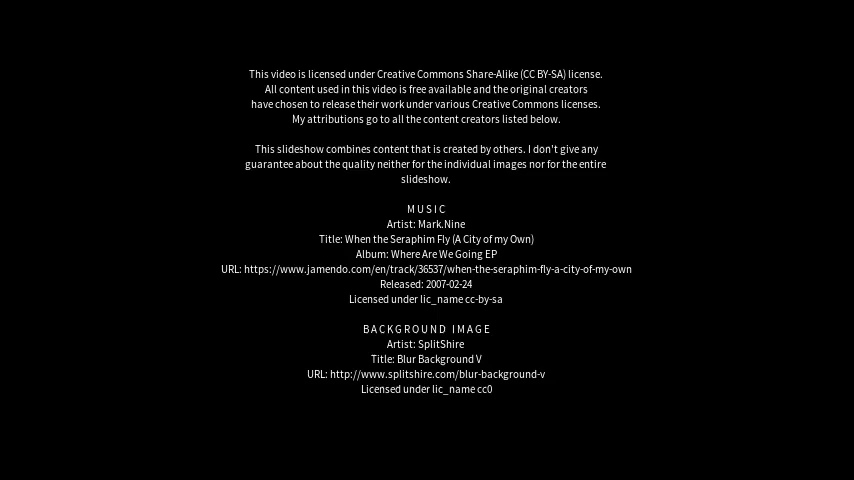 This video is licensed under Creative Commons Share-Alike (CC BY-SA) license.
All content used in this video is free available and the original creators
have chosen to release their work under various Creative Commons licenses.
My attributions go to all the content creators listed below.
This slideshow combines content that is created by others. I don't give any
guarantee about the quality neither for the individual images nor for the entire
slideshow.
MUSIC
Artist: Mark.Nine
Title: When the Seraphim Fly (A City of my Own)
Album: Where Are We Going EP
URL: https://www.jamendo.com/en/track/36537/when-the-seraphim-fly-a-city-of-my-own
Released: 2007-02-24
Licensed under lic_name cc-by-sa
BACKGROUND IMAGE
Artist: SplitShire
Title: Blur Background V
URL: http://www.splitshire.com/blur-background-v
Licensed under lic_name cc0